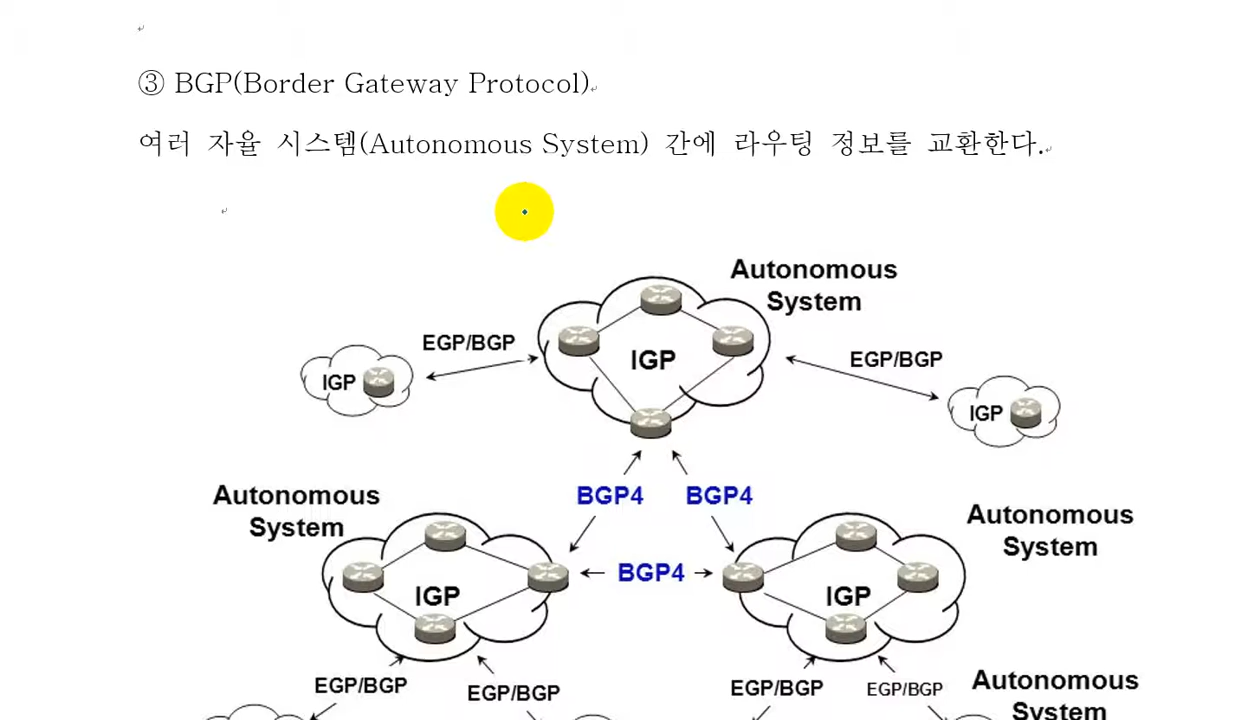 ③ BGP(Border Gateway Protocol)
여러 자율 시스템(Autonomous System) 간에 라우팅 정보를 교환한다.
Autonomous
System
EGP/BGP
IGP
IGP
EGP/BGP
IGP
BGP4
BGP4
Autonomous
System
Autonomous
System
IGP
BGP4
IGP
EGP/BGP
EGP/BGP
EGP/BGP
EGP/BGP
Autonomous
System